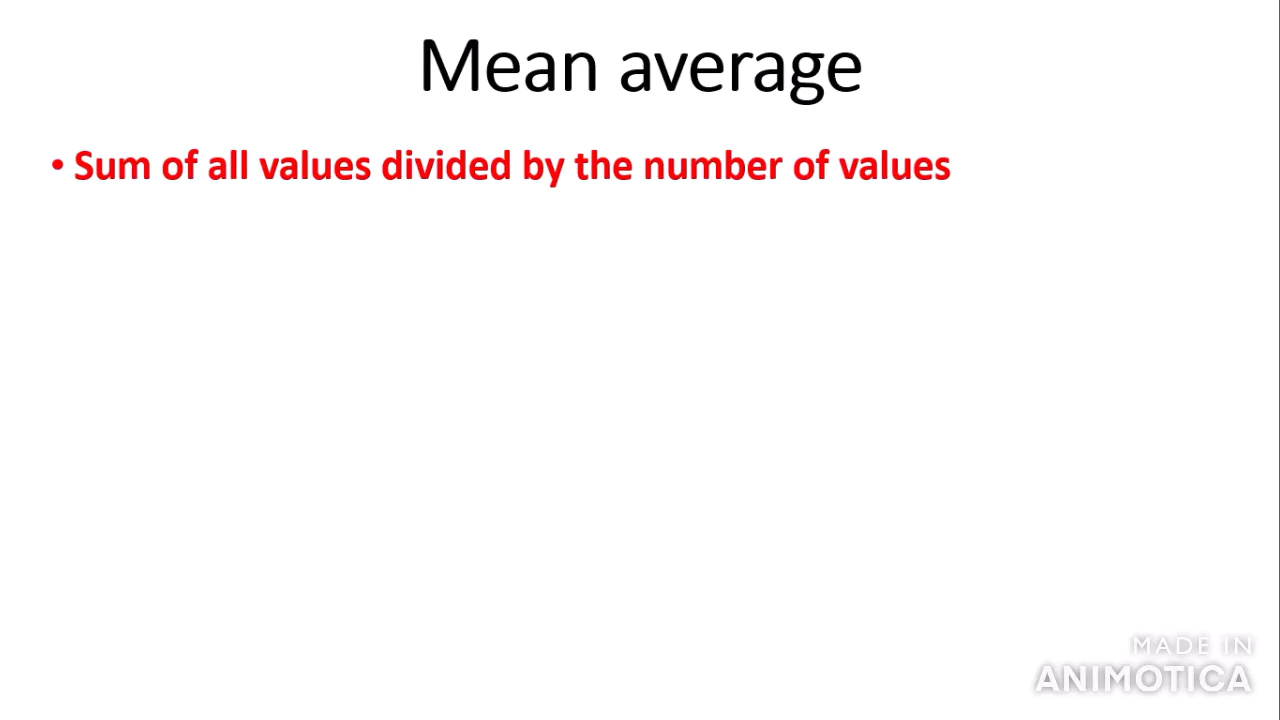 Mean average
• Sum of all values divided by the number of values
MADE IN
ANIMOTICA